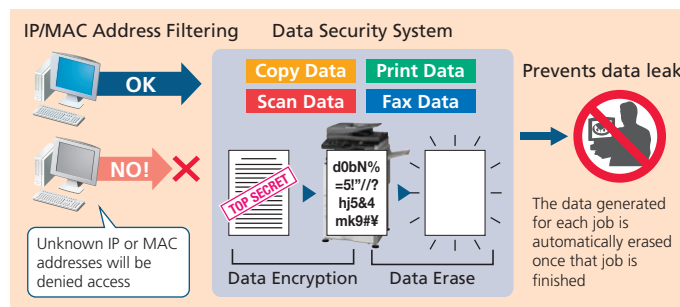 IP/MAC Address Filtering
Data Security System
OK
NO!
Unknown IP or MAC
addresses will be
denied access
Copy Data
Print Data
Scan Data
Fax Data
TOP SECRET
d0bN%
=5!”//?
hj5&4
mk9#¥
Data Encryption
Data Erase
Prevents data leak
The data generated
for each job is
automatically erased
once that job is
finished